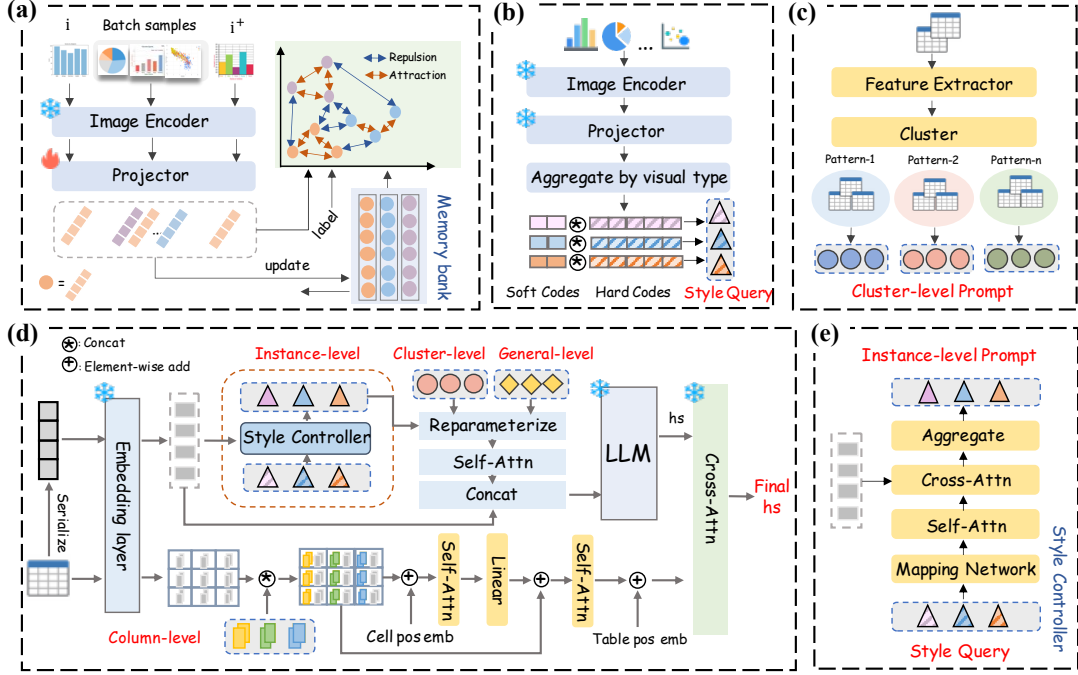 (a)
i
Batch samples
i⁺
Repulsion
Attraction
Image Encoder
Projector
label
update
=
Memory bank
(b)
...
Image Encoder
Projector
Aggregate by visual type
Soft Codes
Hard Codes
Style Query
(c)
Feature Extractor
Cluster
Pattern-1
Pattern-2
Pattern-n
Cluster-level Prompt
(d)
: Concat
: Element-wise add
Instance-level
Cluster-level
General-level
Serialize
Embedding layer
Style Controller
Reparameterize
Self-Attn
Concat
LLM
hs
Cross-Attn
Final
hs
Column-level
Cell pos emb
Self-Attn
Linear
Self-Attn
Table pos emb
(e)
Instance-level Prompt
Aggregate
Cross-Attn
Self-Attn
Mapping Network
Style Query
Style Controller